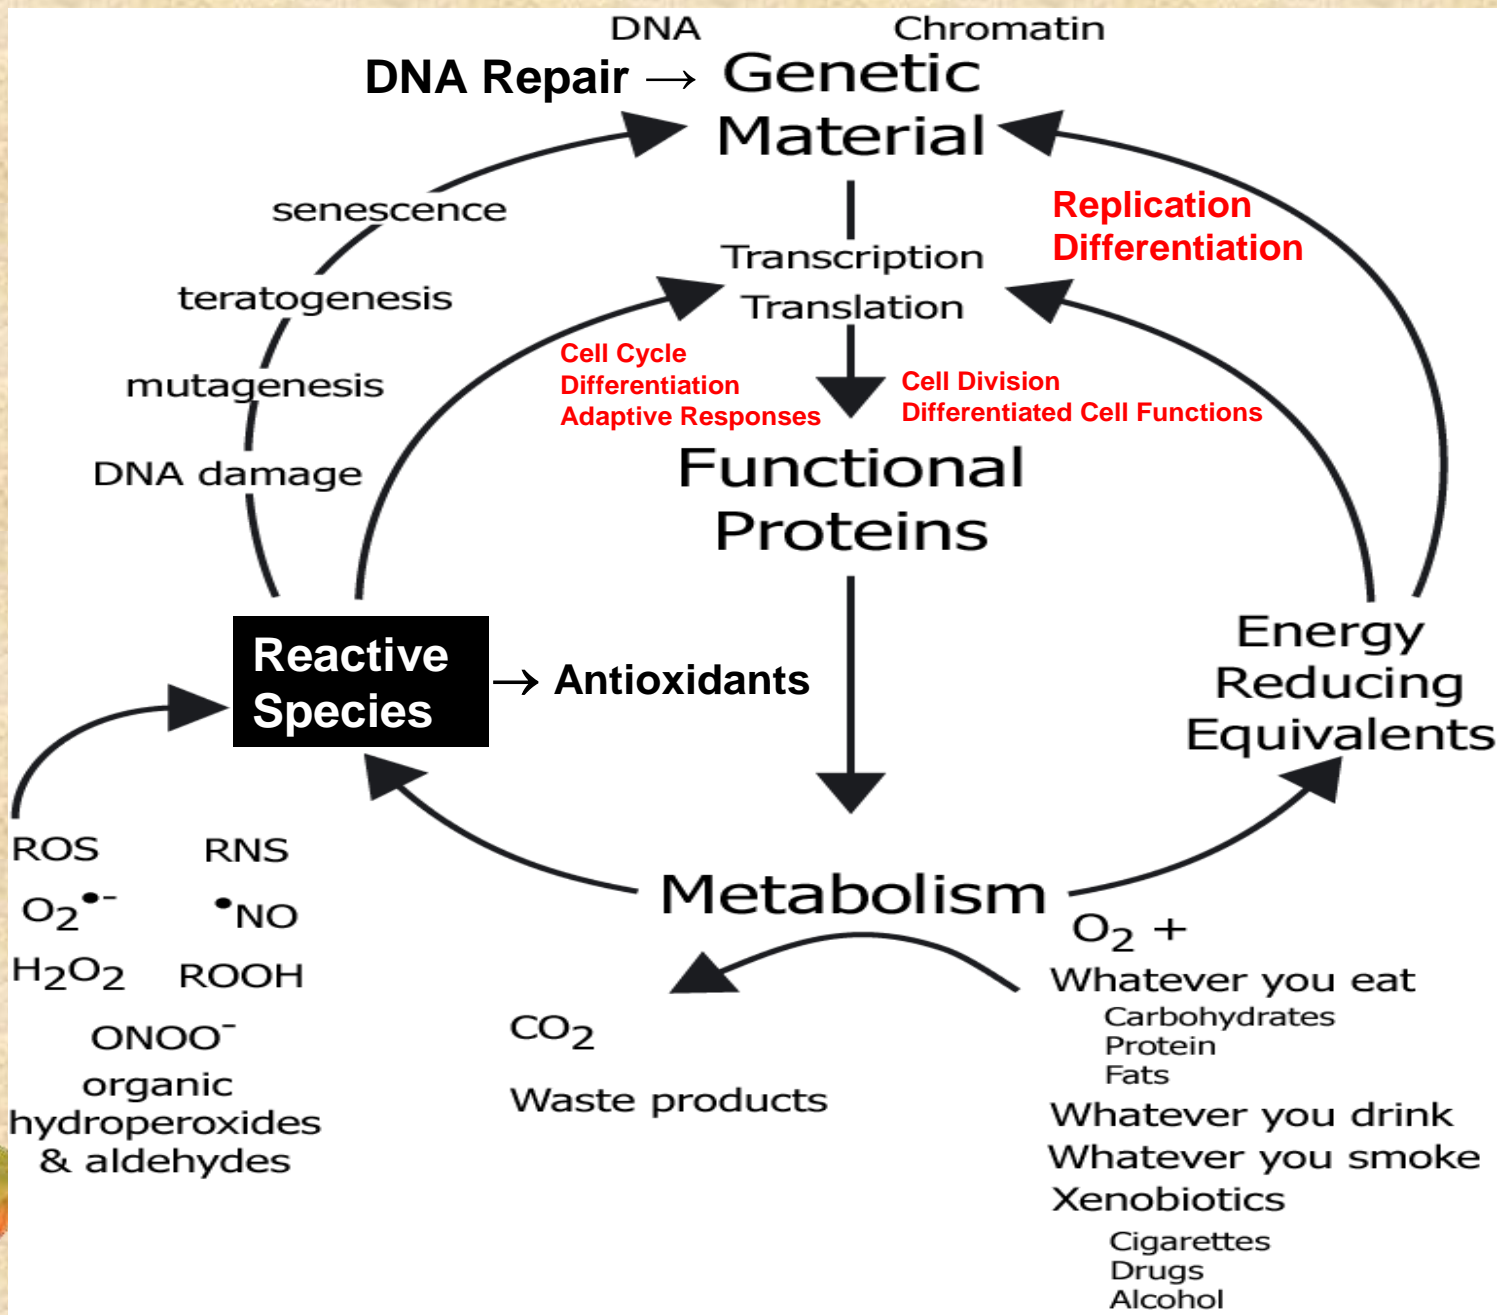 DNA Chromatin
DNA Repair → Genetic
Material
senescence
teratogenesis
mutagenesis
DNA damage
Replication
Differentiation
Transcription
Translation
Cell Cycle
Differentiation
Adaptive Responses
Cell Division
Differentiated Cell Functions
Functional
Proteins
Reactive
Species
→ Antioxidants
Energy
Reducing
Equivalents
ROS RNS
O₂•- •NO
H₂O₂ ROOH
ONOO⁻
organic
hydroperoxides
& aldehydes
Metabolism
CO₂
Waste products
O₂ +
Whatever you eat
Carbohydrates
Protein
Fats
Whatever you drink
Whatever you smoke
Xenobiotics
Cigarettes
Drugs
Alcohol